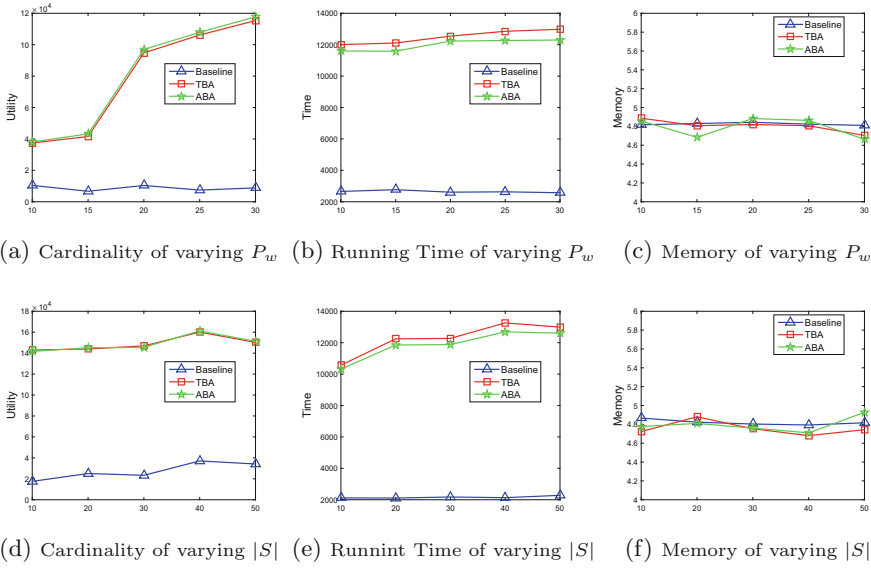 × 10⁴
12
10
8
6
4
2
0
10 15 20 25 30
Utility
Baseline
TBA
ABA
14000
12000
10000
8000
6000
4000
2000
10 15 20 25 30
Time
Baseline
TBA
ABA
6
5.8
5.6
5.4
5.2
5
4.8
4.6
4.4
4.2
4
10 15 20 25 30
Memory
Baseline
TBA
ABA
(a) Cardinality of varying P_w (b) Running Time of varying P_w (c) Memory of varying P_w
× 10⁴
18
16
14
12
10
8
6
4
2
0
10 20 30 40 50
Utility
Baseline
TBA
ABA
14000
12000
10000
8000
6000
4000
2000
10 20 30 40 50
Time
Baseline
TBA
ABA
6
5.8
5.6
5.4
5.2
5
4.8
4.6
4.4
4.2
4
10 20 30 40 50
Memory
Baseline
TBA
ABA
(d) Cardinality of varying |S| (e) Runnint Time of varying |S| (f) Memory of varying |S|